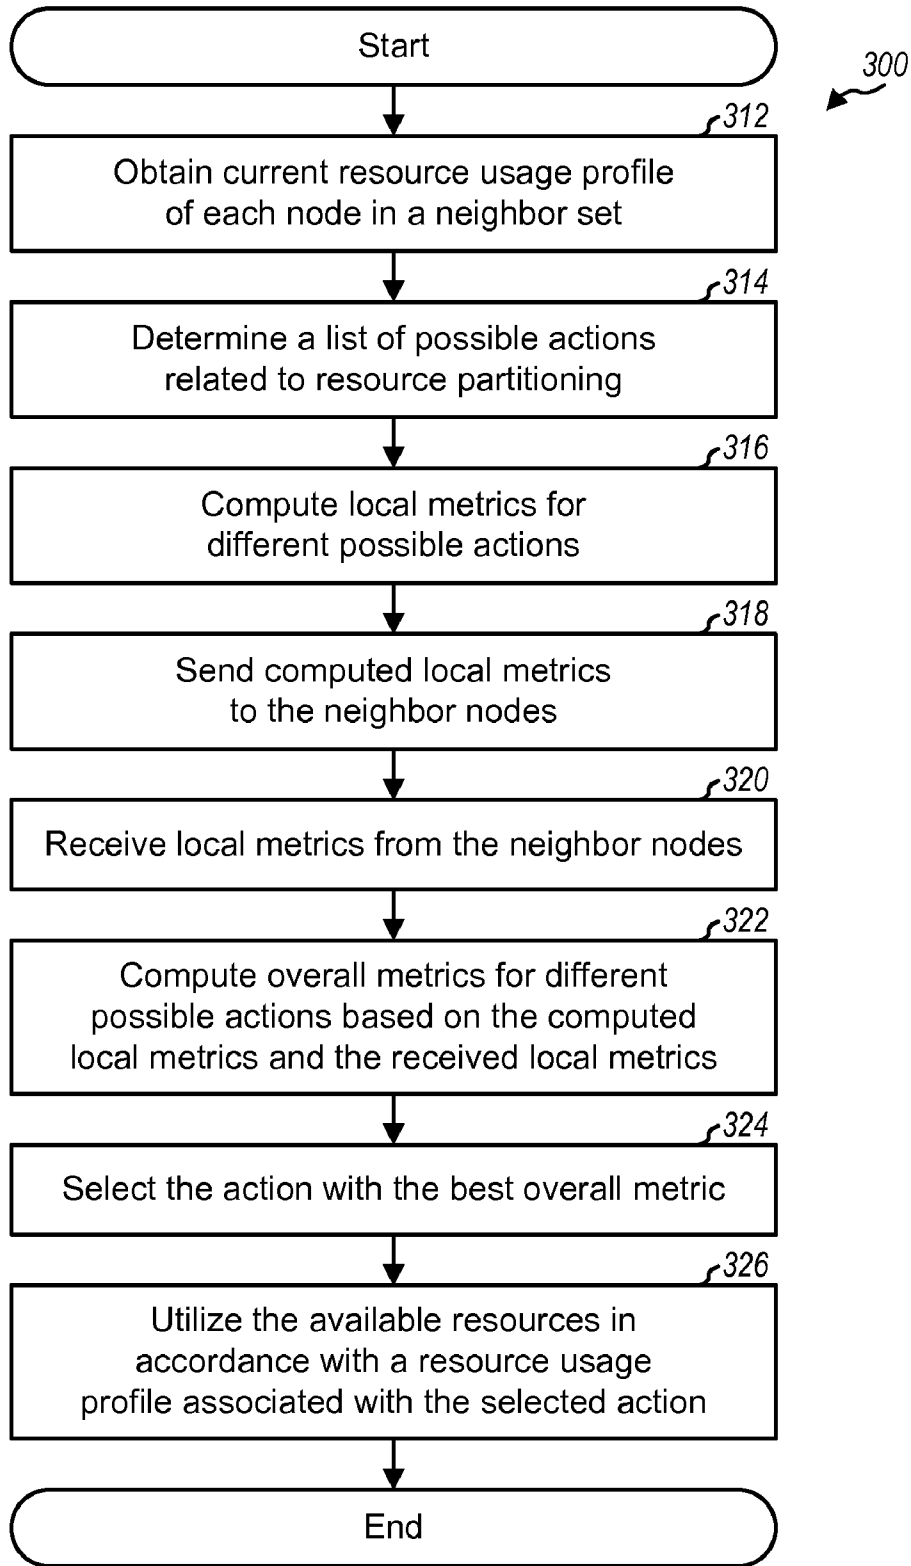 Start
300
312
Obtain current resource usage profile
of each node in a neighbor set
314
Determine a list of possible actions
related to resource partitioning
316
Compute local metrics for
different possible actions
318
Send computed local metrics
to the neighbor nodes
320
Receive local metrics from the neighbor nodes
322
Compute overall metrics for different
possible actions based on the computed
local metrics and the received local metrics
324
Select the action with the best overall metric
326
Utilize the available resources in
accordance with a resource usage
profile associated with the selected action
End